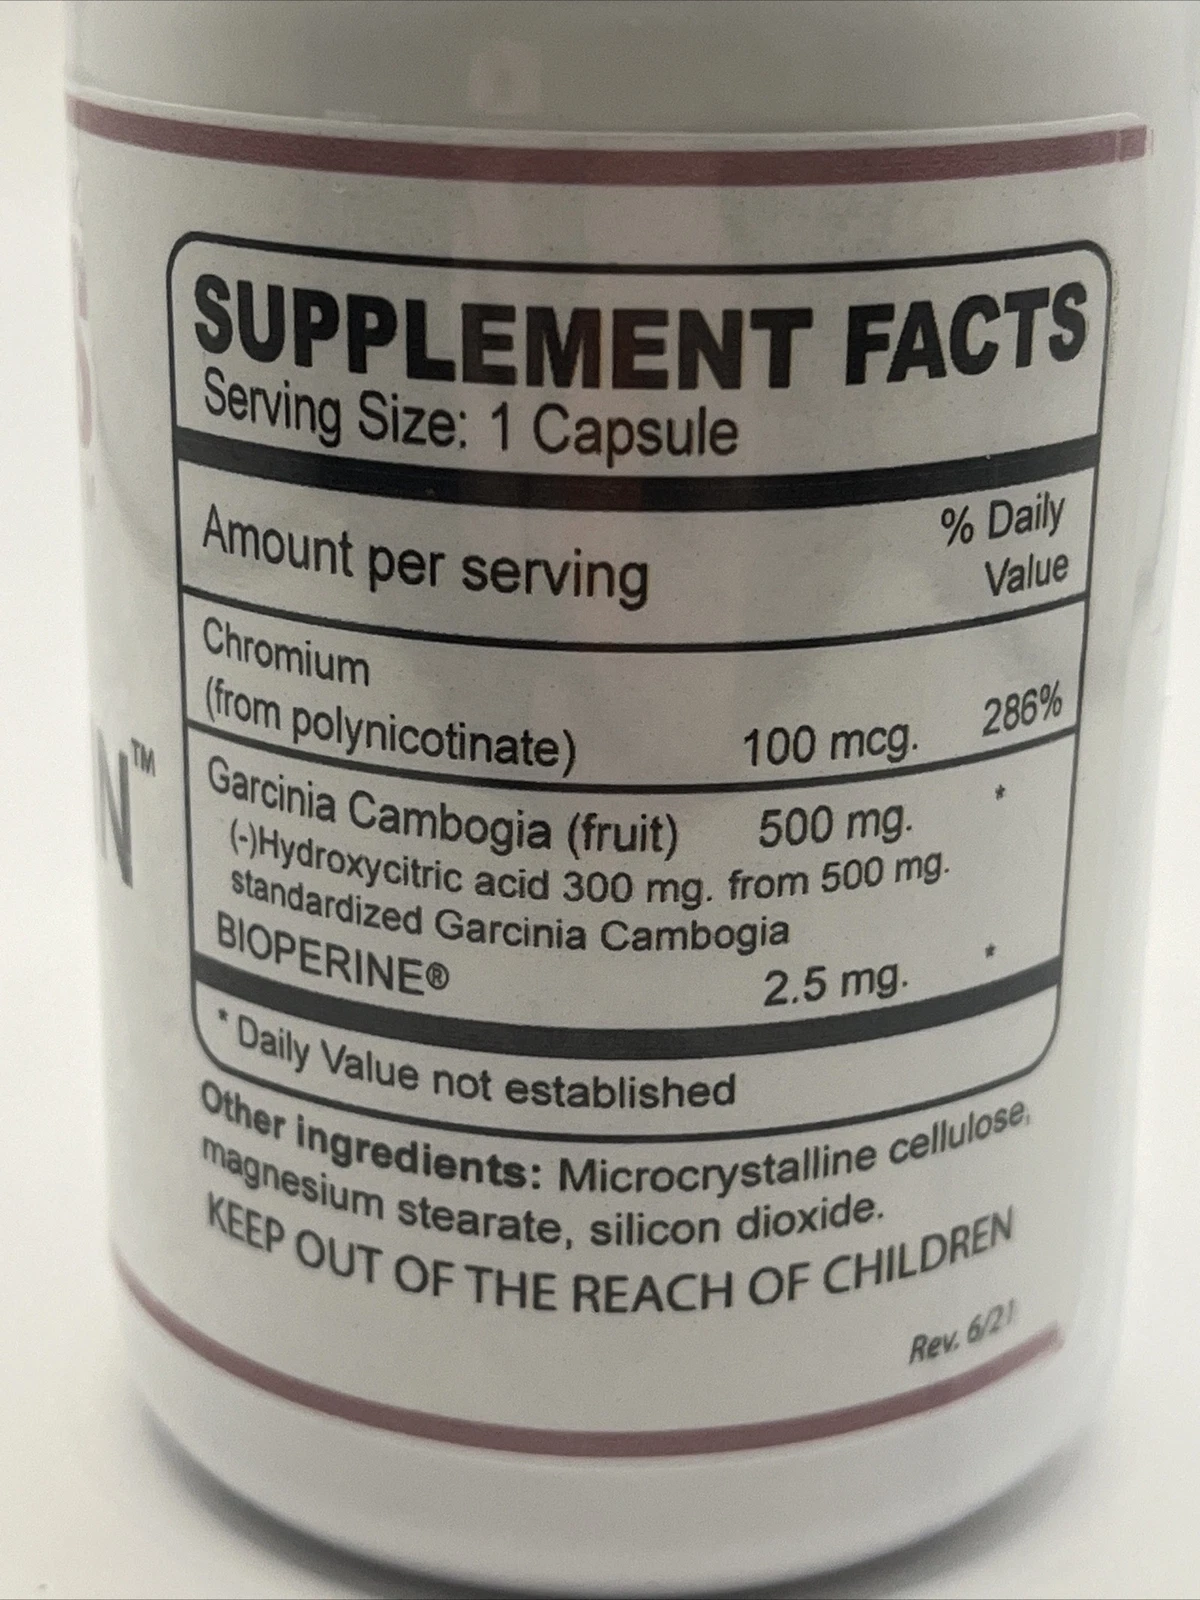 SUPPLEMENT FACTS
Serving Size: 1 Capsule
Amount per serving
% Daily
Value
Chromium
(from polynicotinate) 100 mcg. 286%
Garcinia Cambogia (fruit) 500 mg. *
(-)Hydroxycitric acid 300 mg. from 500 mg.
standardized Garcinia Cambogia
BIOPERINE® 2.5 mg. *
* Daily Value not established
Other ingredients: Microcrystalline cellulose,
magnesium stearate, silicon dioxide.
KEEP OUT OF THE REACH OF CHILDREN
Rev. 6/21
N™